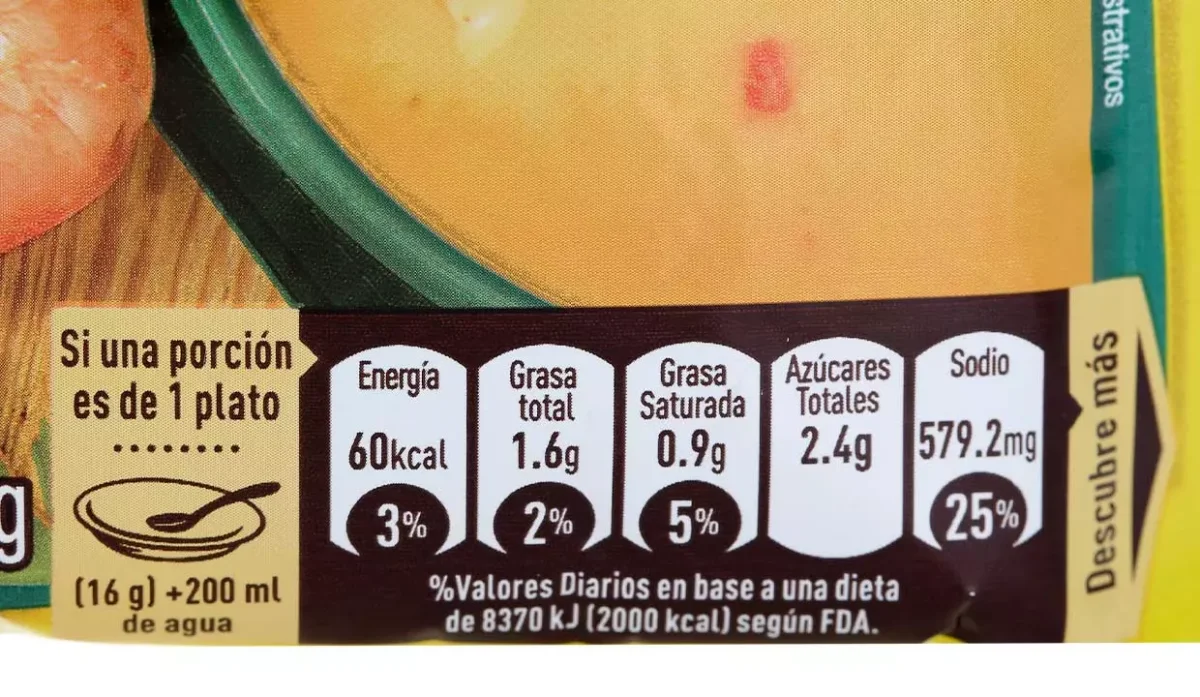 strativos
Si una porción
es de 1 plato
(16 g) +200 ml
de agua
Energía
60kcal
3%
Grasa
total
1.6g
2%
Grasa
Saturada
0.9g
5%
Azúcares
Totales
2.4g
Sodio
579.2mg
25%
%Valores Diarios en base a una dieta
de 8370 kJ (2000 kcal) según FDA.
Descubre más
g